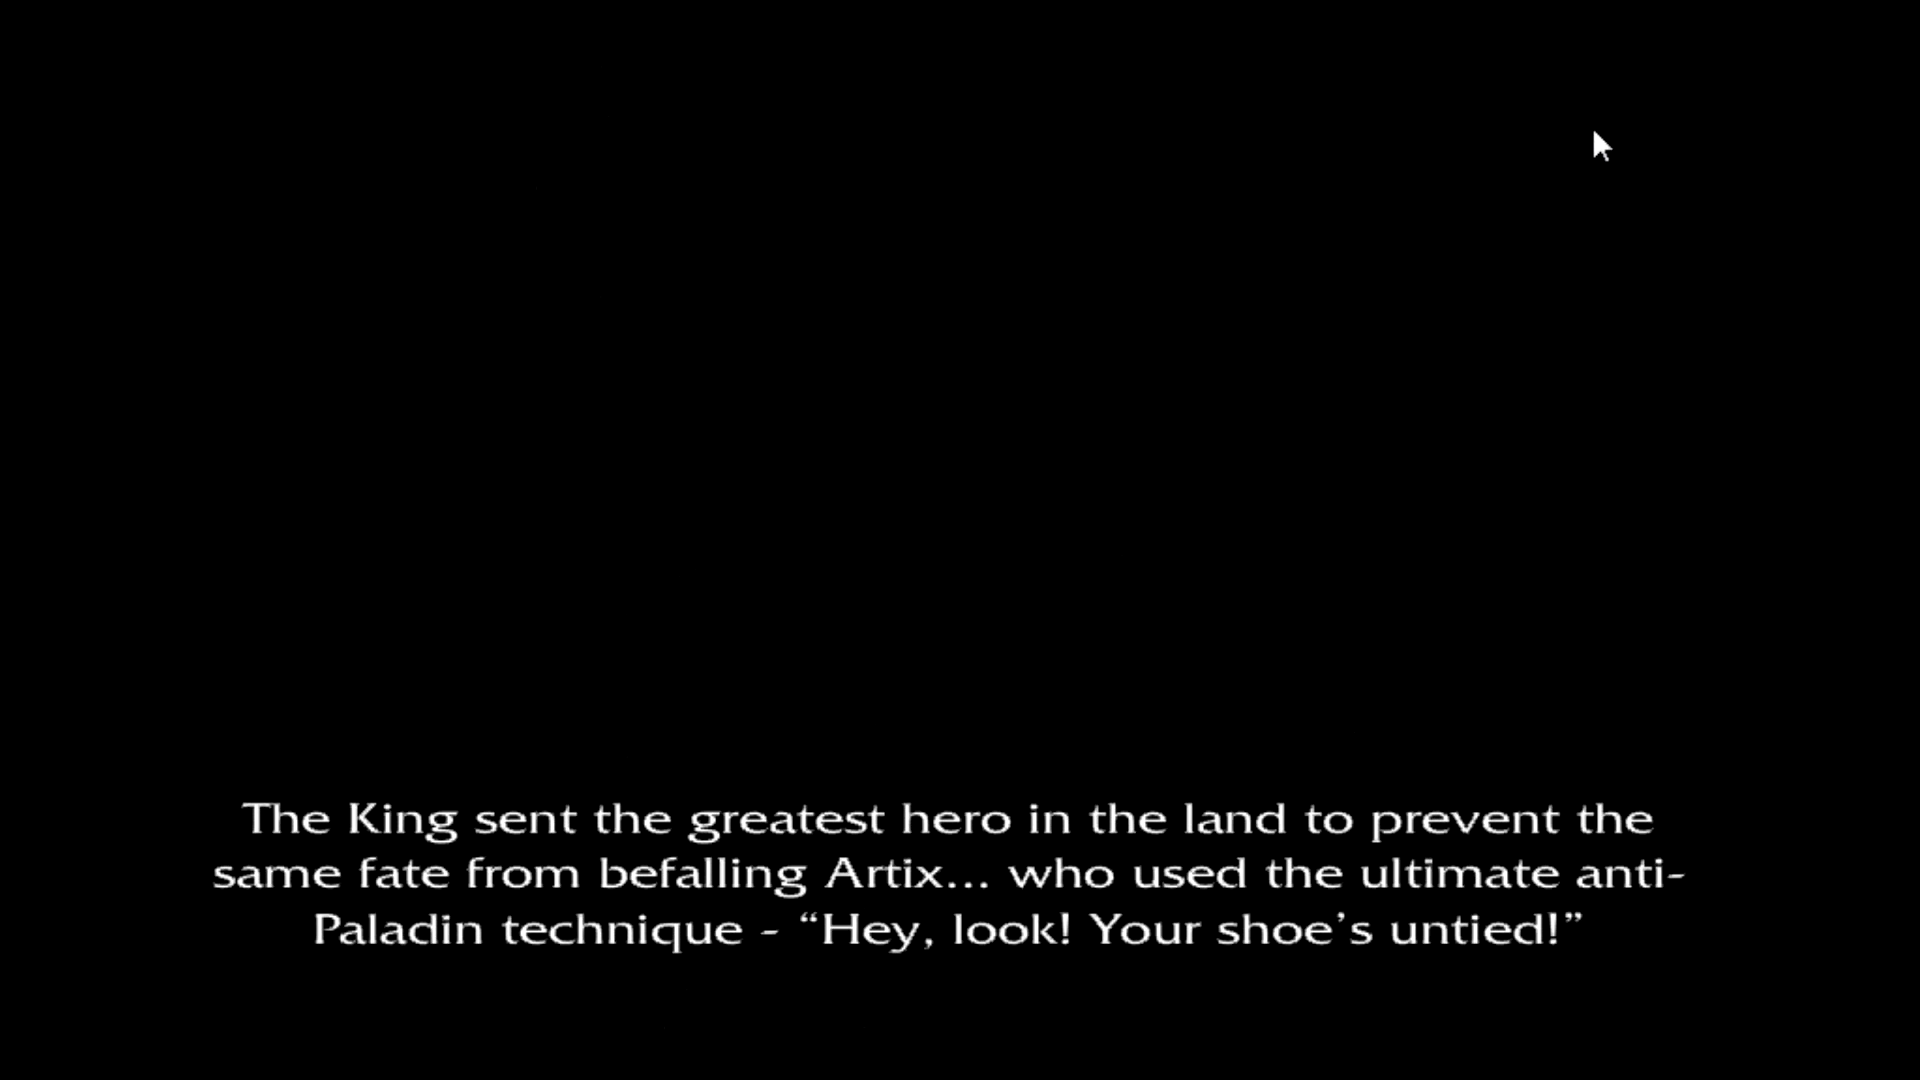 The King sent the greatest hero in the land to prevent the
same fate from befalling Artix... who used the ultimate anti-
Paladin technique - “Hey, look! Your shoe’s untied!”